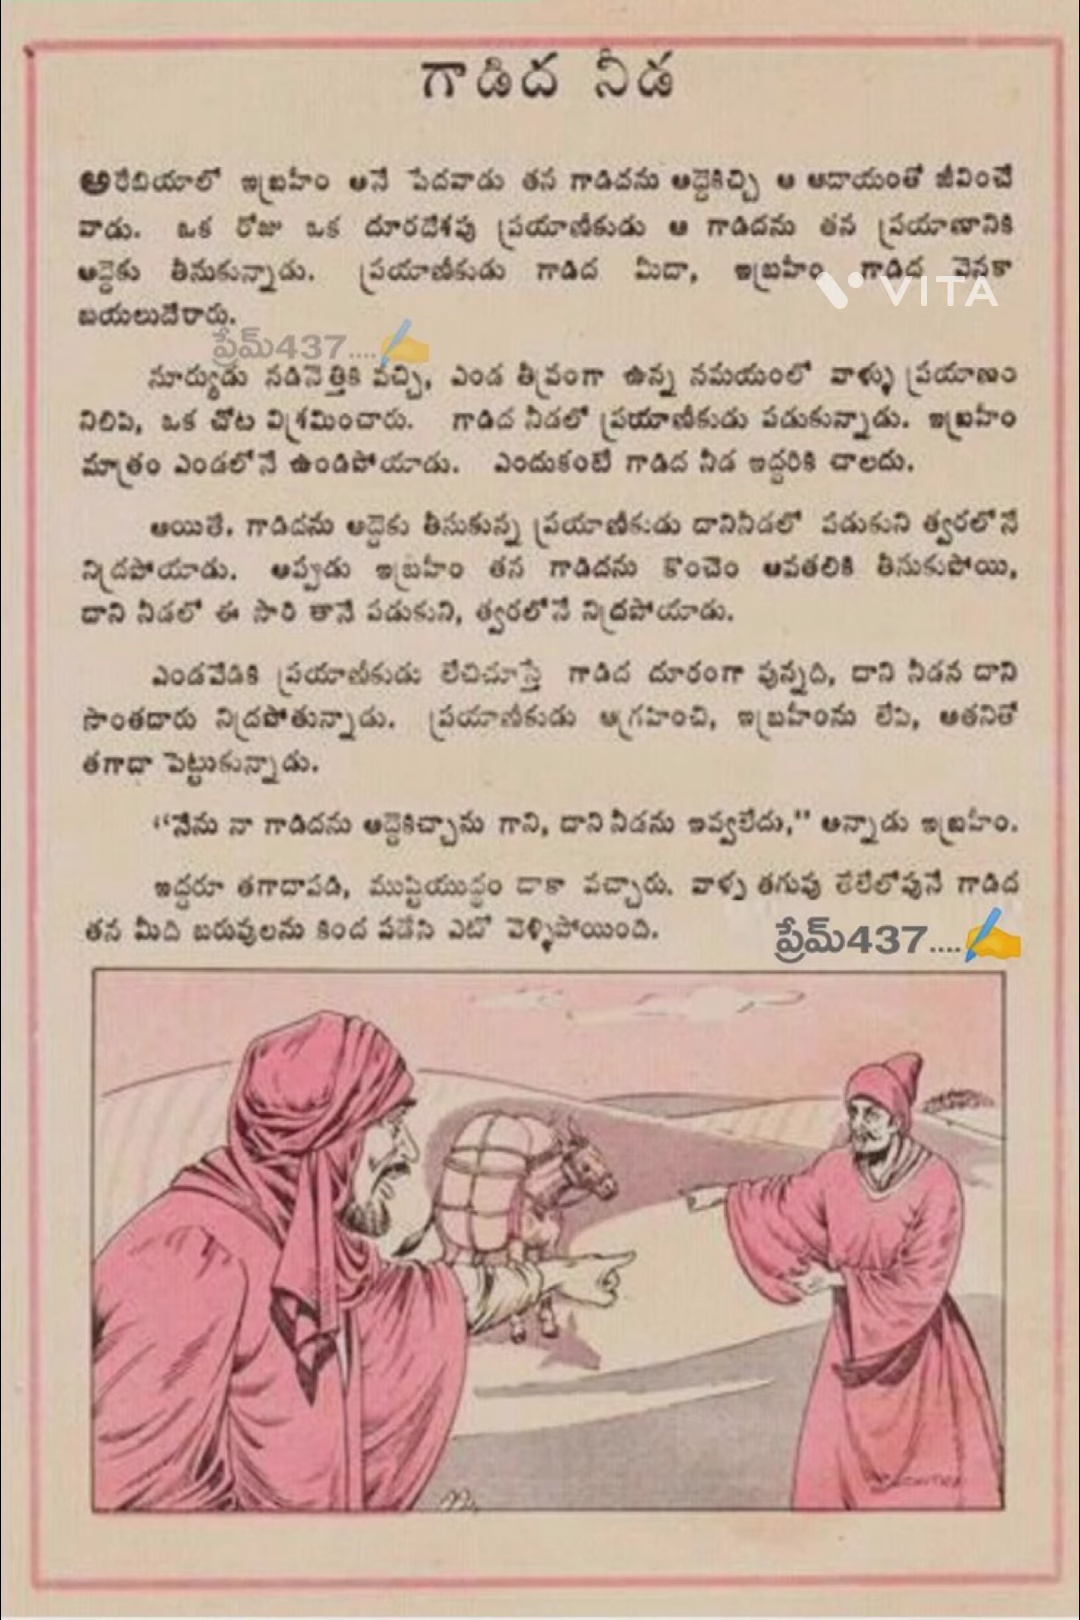 గాడిద నీడ
అరేబియాలో ఇబ్రహీం అనే పేదవాడు తన గాడిదను అద్దెకిచ్చి ఆ ఆదాయంతో జీవించే
వాడు. ఒక రోజు ఒక దూరదేశపు ప్రయాణీకుడు ఆ గాడిదను తన ప్రయాణానికి
అద్దెకు తీసుకున్నాడు. ప్రయాణీకుడు గాడిద మీదా, ఇబ్రహీం గాడిద వెనకా
VITA
బయలుదేరారు.
ప్రేమ్437....✍️
సూర్యుడు నడినెత్తికి వచ్చి, ఎండ తీవ్రంగా ఉన్న సమయంలో వాళ్ళు ప్రయాణం
నిలిపి, ఒక చోట విశ్రమించారు. గాడిద నీడలో ప్రయాణీకుడు పడుకున్నాడు. ఇబ్రహీం
మాత్రం ఎండలోనే ఉండిపోయాడు. ఎందుకంటే గాడిద నీడ ఇద్దరికి చాలదు.
అయితే. గాడిదను అద్దెకు తీసుకున్న ప్రయాణీకుడు దానినీడలో పడుకుని త్వరలోనే
నిద్రపోయాడు. అప్పుడు ఇబ్రహీం తన గాడిదను కొంచెం అవతలికి తీసుకుపోయి,
దాని నీడలో ఈ సారి తానే పడుకుని, త్వరలోనే నిద్రపోయాడు.
ఎండవేడికి ప్రయాణీకుడు లేచిచూస్తే గాడిద దూరంగా వున్నది, దాని నీడన దాని
సొంతదారు నిద్రపోతున్నాడు. ప్రయాణీకుడు ఆగ్రహించి, ఇబ్రహీంను లేపి, అతనితో
తగాదా పెట్టుకున్నాడు.
"నేను నా గాడిదను అద్దెకిచ్చాను గాని, దాని నీడను ఇవ్వలేదు," అన్నాడు ఇబ్రహీం.
ఇద్దరూ తగాదాపడి, ముష్టియుద్ధం దాకా వచ్చారు. వాళ్ళ తగువు తేలేలోపునే గాడిద
తన మీది బరువులను కింద పడేసి ఎటో వెళ్ళిపోయింది.
ప్రేమ్437....✍️